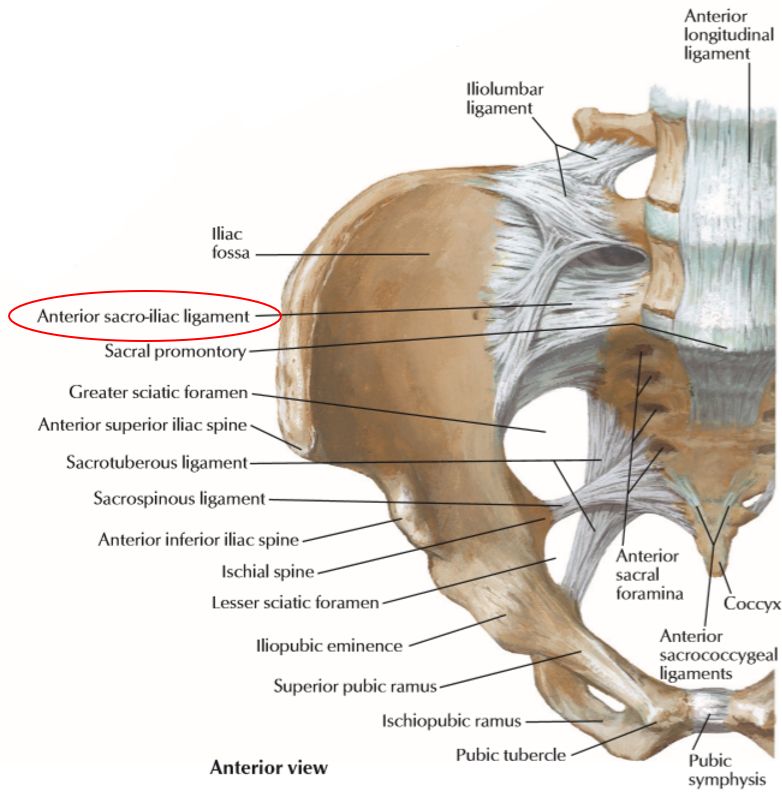 Anterior
longitudinal
ligament
Iliolumbar
ligament
Iliac
fossa
Anterior sacro-iliac ligament
Sacral promontory
Greater sciatic foramen
Anterior superior iliac spine
Sacrotuberous ligament
Sacrospinous ligament
Anterior inferior iliac spine
Ischial spine
Lesser sciatic foramen
Iliopubic eminence
Superior pubic ramus
Ischiopubic ramus
Pubic tubercle
Anterior
sacral
foramina
Coccyx
Anterior
sacrococcygeal
ligaments
Pubic
symphysis
Anterior view